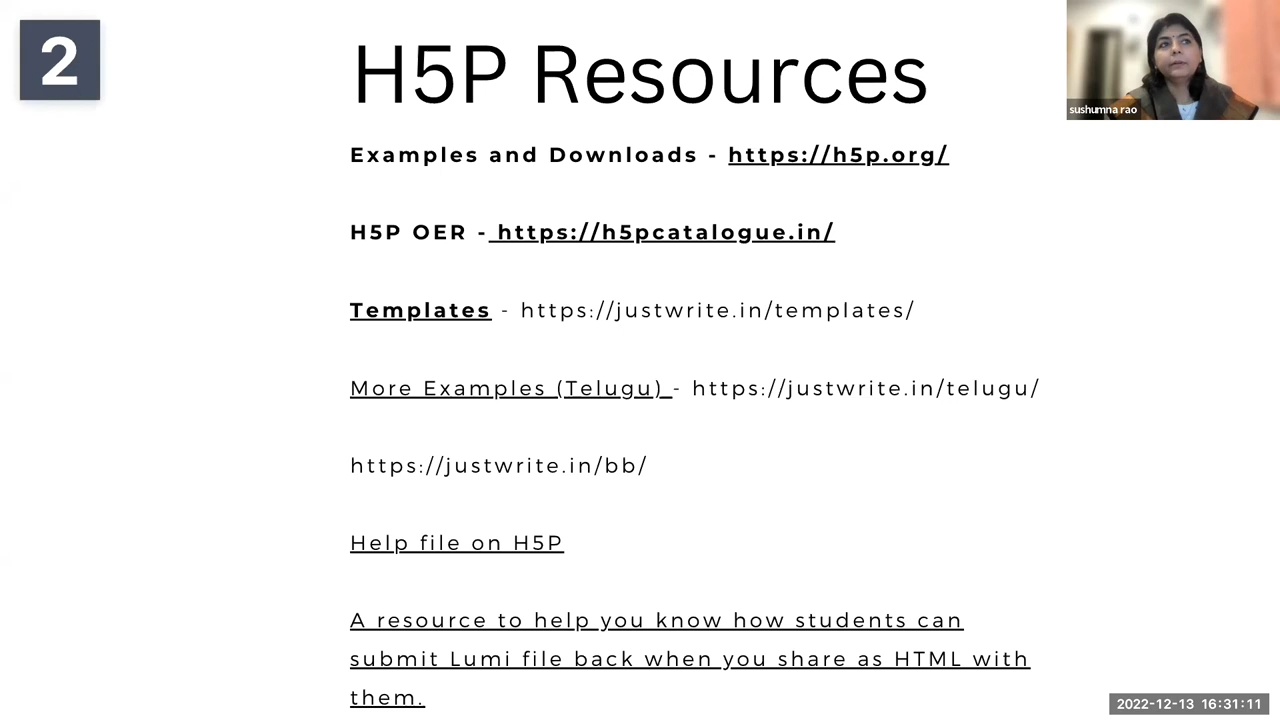 2
H5P Resources
sushumna rao
Examples and Downloads - https://h5p.org/
H5P OER - https://h5pcatalogue.in/
Templates - https://justwrite.in/templates/
More Examples (Telugu) - https://justwrite.in/telugu/
https://justwrite.in/bb/
Help file on H5P
A resource to help you know how students can
submit Lumi file back when you share as HTML with
them.
2022-12-13 16:31:11